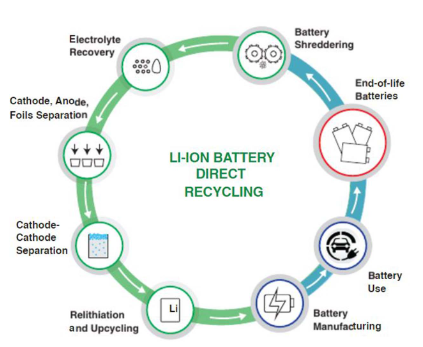 Electrolyte
Recovery
Battery
Shreddering
End-of-life
Batteries
Cathode, Anode,
Foils Separation
LI-ION BATTERY
DIRECT
RECYCLING
Cathode-
Cathode
Separation
Battery
Use
Li
Relithiation
and Upcycling
Battery
Manufacturing